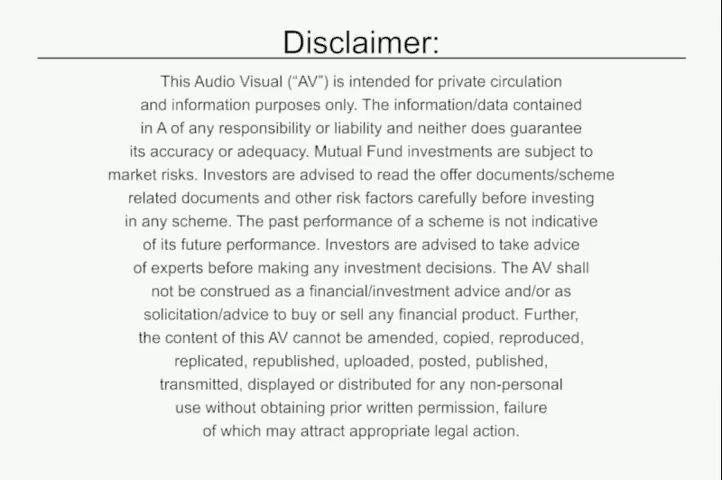 Disclaimer:
This Audio Visual (“AV”) is intended for private circulation
and information purposes only. The information/data contained
in A of any responsibility or liability and neither does guarantee
its accuracy or adequacy. Mutual Fund investments are subject to
market risks. Investors are advised to read the offer documents/scheme
related documents and other risk factors carefully before investing
in any scheme. The past performance of a scheme is not indicative
of its future performance. Investors are advised to take advice
of experts before making any investment decisions. The AV shall
not be construed as a financial/investment advice and/or as
solicitation/advice to buy or sell any financial product. Further,
the content of this AV cannot be amended, copied, reproduced,
replicated, republished, uploaded, posted, published,
transmitted, displayed or distributed for any non-personal
use without obtaining prior written permission, failure
of which may attract appropriate legal action.